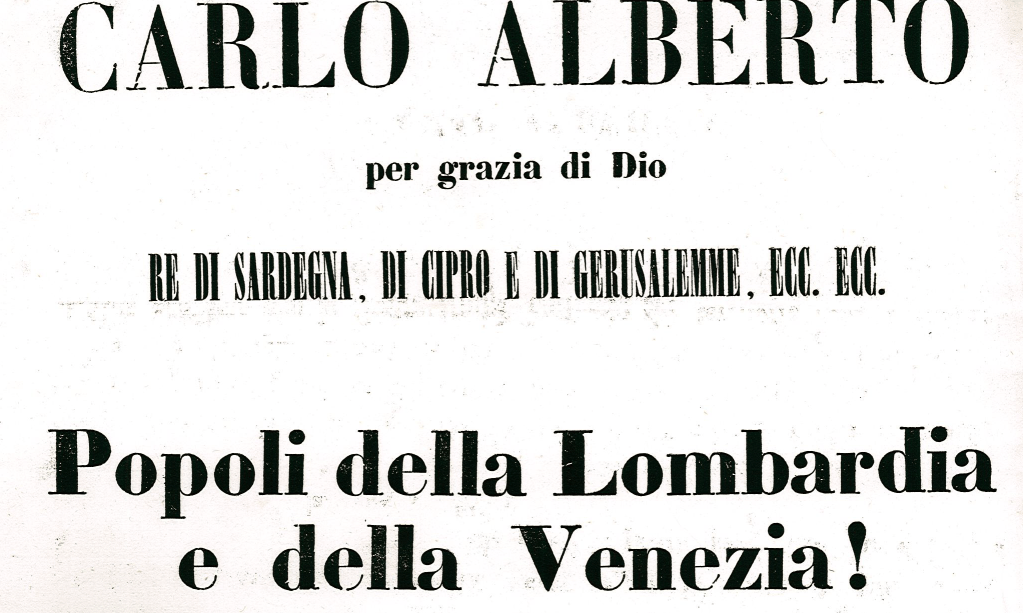 CARLO ALBERTO
per grazia di Dio
RE DI SARDEGNA, DI CIPRO E DI GERUSALEMME, ECC. ECC.
Popoli della Lombardia
e della Venezia!